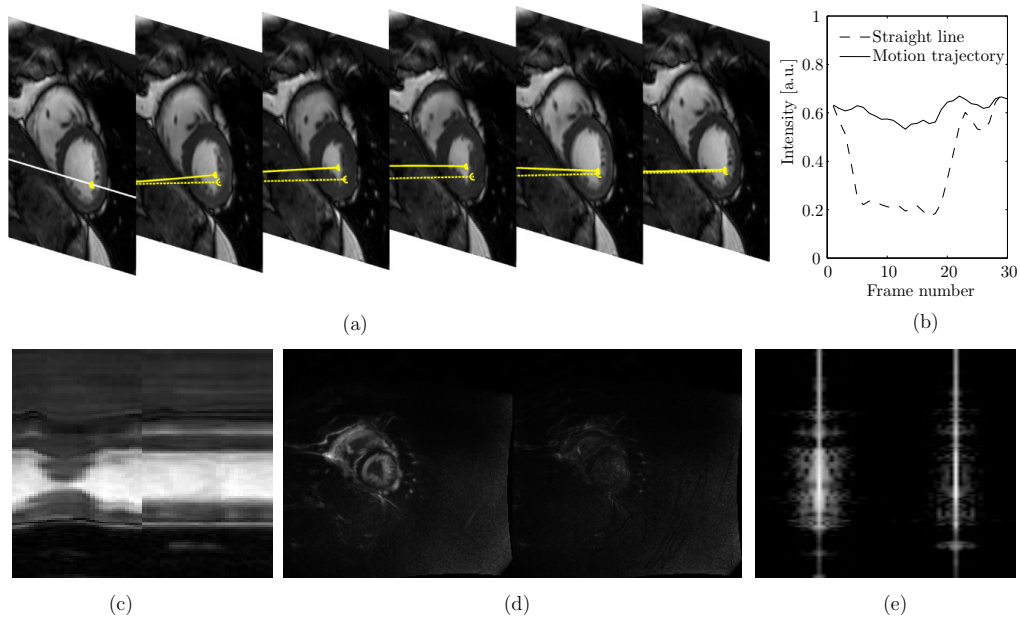 (a)
1
0.8
0.6
0.4
0.2
0
0 10 20 30
Intensity [a.u.]
Frame number
Straight line
Motion trajectory
(b)
(c)
(d)
(e)